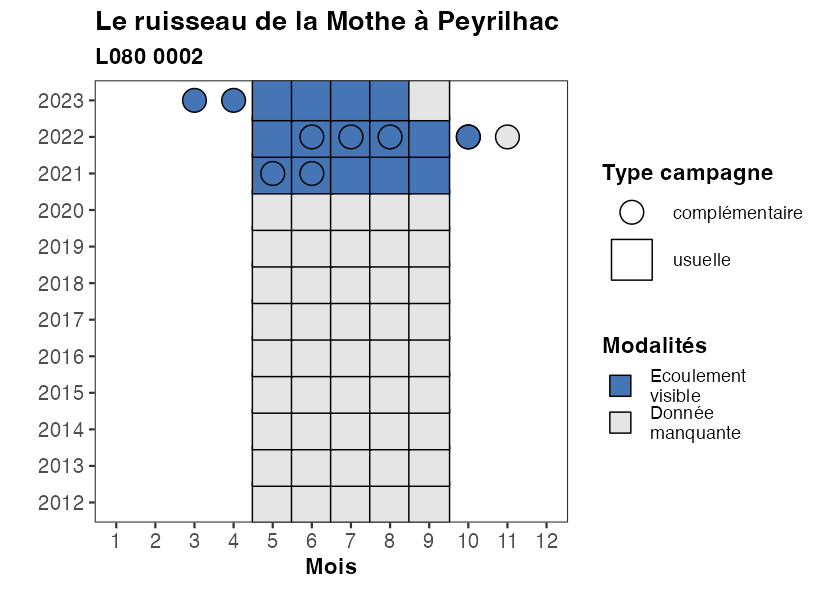 Le ruisseau de la Mothe à Peyrilhac
L080 0002
2023
2022
2021
2020
2019
2018
2017
2016
2015
2014
2013
2012
1 2 3 4 5 6 7 8 9 10 11 12
Mois
Type campagne
complémentaire
usuelle
Modalités
Ecoulement
visible
Donnée
manquante